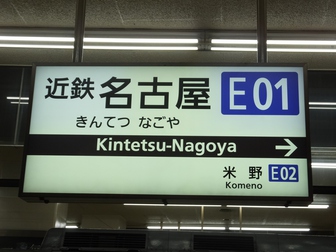 近鉄名古屋 E01
きんてつ なごや
Kintetsu-Nagoya →
米野 E02
Komeno